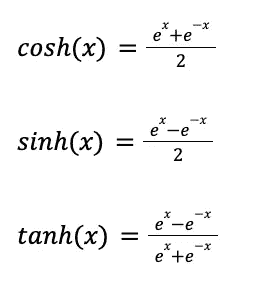 cosh(x) = (e^x+e^-x)/2
sinh(x) = (e^x-e^-x)/2
tanh(x) = (e^x-e^-x)/(e^x+e^-x)